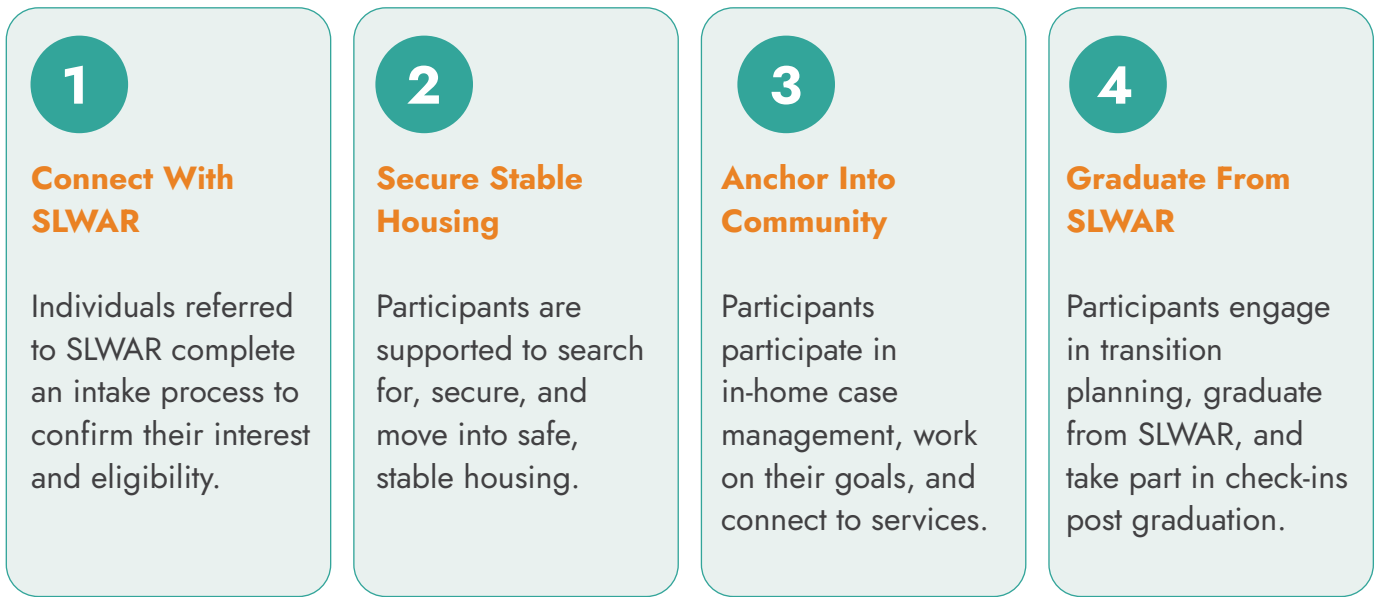 1
Connect With
SLWAR
Individuals referred
to SLWAR complete
an intake process to
confirm their interest
and eligibility.
2
Secure Stable
Housing
Participants are
supported to search
for, secure, and
move into safe,
stable housing.
3
Anchor Into
Community
Participants
participate in
in-home case
management, work
on their goals, and
connect to services.
4
Graduate From
SLWAR
Participants engage
in transition
planning, graduate
from SLWAR, and
take part in check-ins
post graduation.